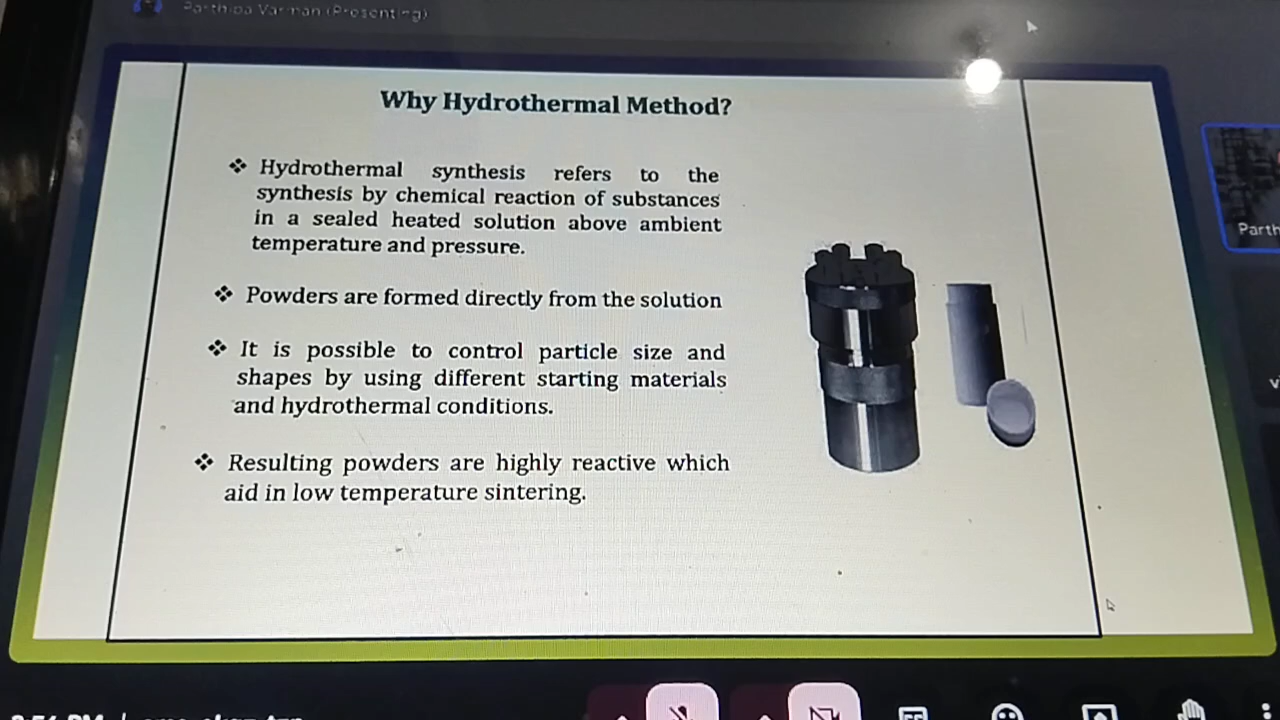 Parthipa Varman (Presenting)
Why Hydrothermal Method?
❖ Hydrothermal synthesis refers to the
synthesis by chemical reaction of substances
in a sealed heated solution above ambient
temperature and pressure.
❖ Powders are formed directly from the solution
❖ It is possible to control particle size and
shapes by using different starting materials
and hydrothermal conditions.
❖ Resulting powders are highly reactive which
aid in low temperature sintering.
Parth